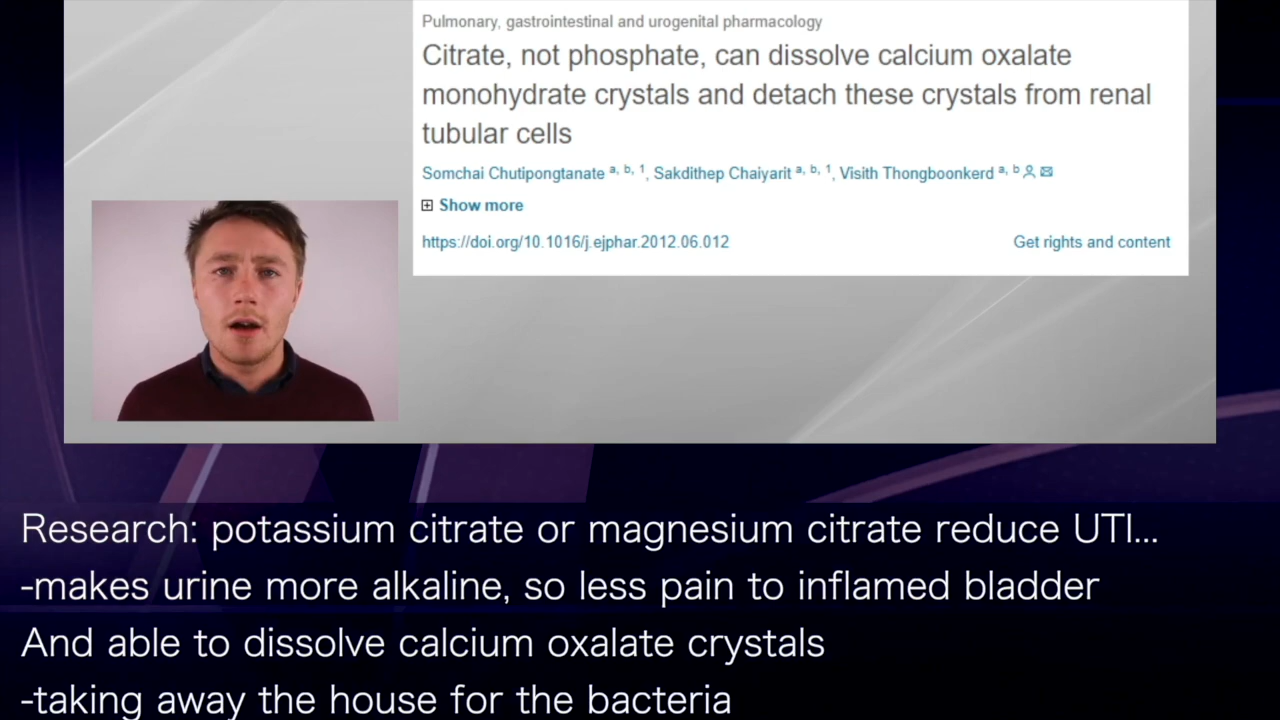 Pulmonary, gastrointestinal and urogenital pharmacology
Citrate, not phosphate, can dissolve calcium oxalate
monohydrate crystals and detach these crystals from renal
tubular cells
Somchai Chutipongtanate a, b, 1, Sakdithep Chaiyarit a, b, 1, Visith Thongboonkerd a, b
Show more
https://doi.org/10.1016/j.ejphar.2012.06.012 Get rights and content
Research: potassium citrate or magnesium citrate reduce UTI...
-makes urine more alkaline, so less pain to inflamed bladder
And able to dissolve calcium oxalate crystals
-taking away the house for the bacteria